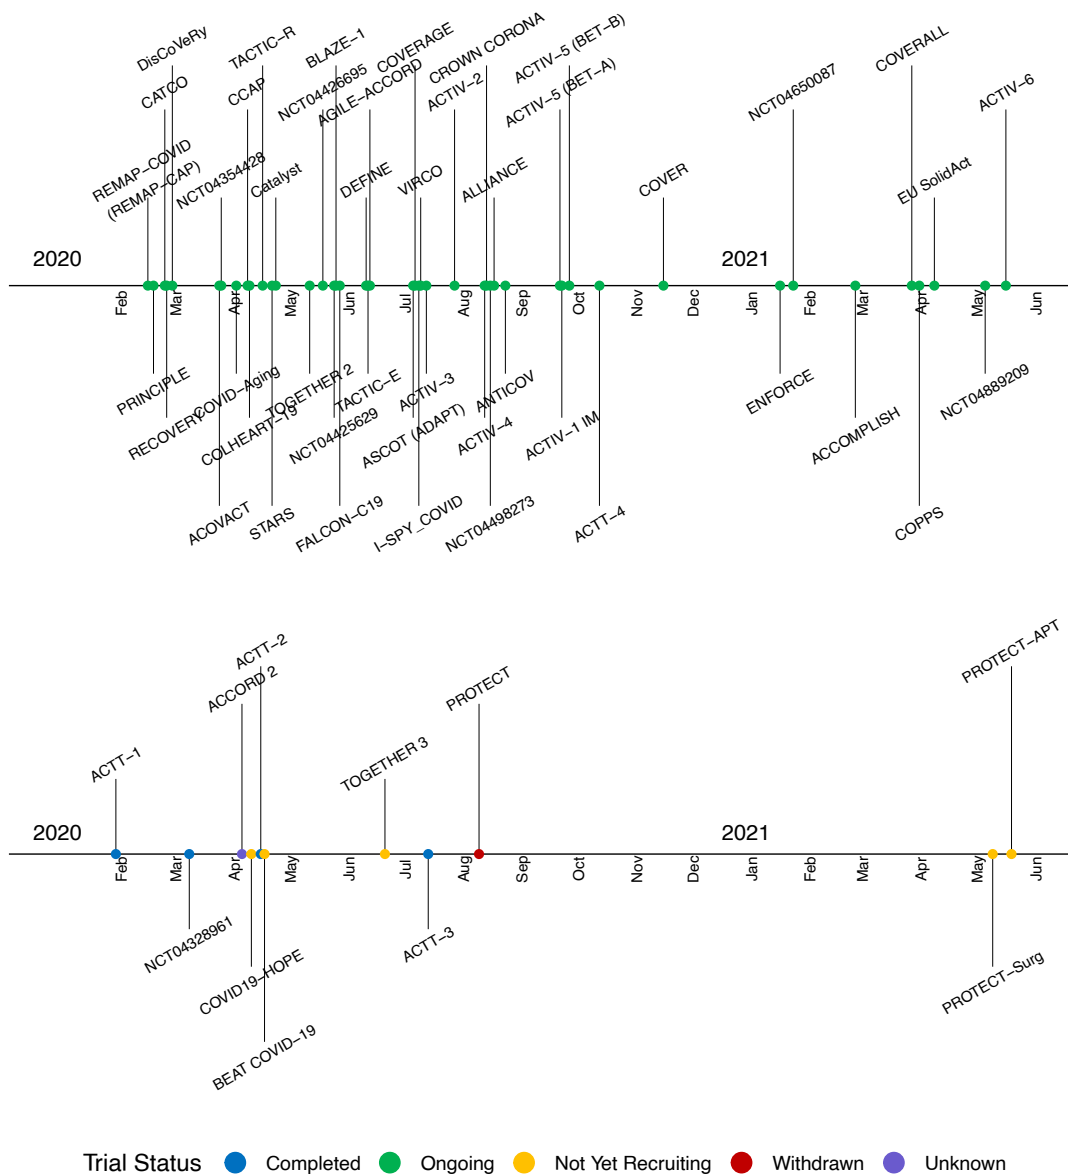 DisCoVeRy
TACTIC−R
BLAZE−1
COVERAGE
CROWN CORONA
ACTIV−5 (BET−B)
COVERALL
CATCO
CCAP
NCT04426695
AGILE−ACCORD
ACTIV−2
ACTIV−5 (BET−A)
NCT04650087
ACTIV−6
REMAP−COVID
(REMAP−CAP)
NCT04354428
Catalyst
DEFINE
VIRCO
ALLIANCE
COVER
EU SolidAct
2020
2021
Feb
Mar
Apr
May
Jun
Jul
Aug
Sep
Oct
Nov
Dec
Jan
Feb
Mar
Apr
May
Jun
PRINCIPLE
COVID−Aging
TOGETHER 2
TACTIC−E
ACTIV−3
ANTICOV
ENFORCE
NCT04889209
RECOVERY
COLHEART−19
NCT04425629
ASCOT (ADAPT)
ACTIV−4
ACTIV−1 IM
ACCOMPLISH
ACOVACT
STARS
FALCON−C19
I−SPY_COVID
NCT04498273
ACTT−4
COPPS
ACTT−2
PROTECT−APT
ACCORD 2
PROTECT
ACTT−1
TOGETHER 3
2020
2021
Feb
Mar
Apr
May
Jun
Jul
Aug
Sep
Oct
Nov
Dec
Jan
Feb
Mar
Apr
May
Jun
NCT04328961
ACTT−3
COVID19−HOPE
PROTECT−Surg
BEAT COVID−19
Trial Status
Completed
Ongoing
Not Yet Recruiting
Withdrawn
Unknown